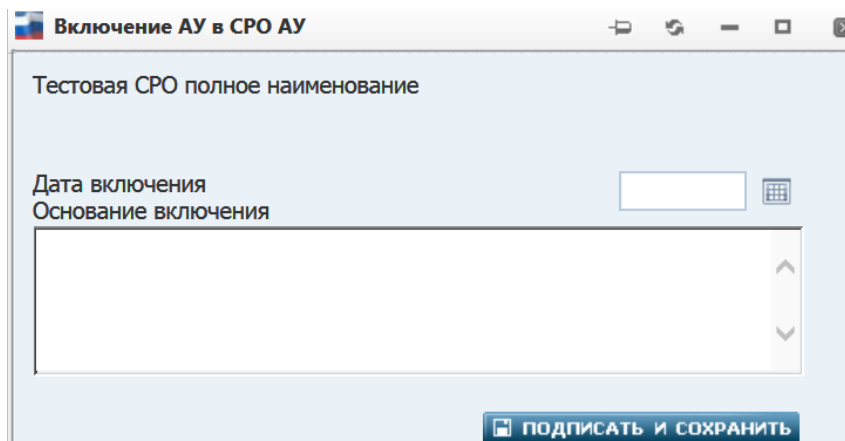 Включение АУ в СРО АУ
Тестовая СРО полное наименование
Дата включения
Основание включения
ПОДПИСАТЬ И СОХРАНИТЬ